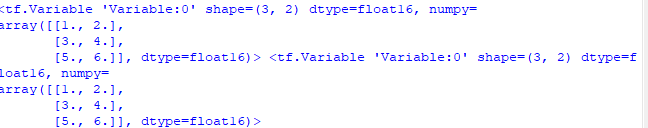 <tf.Variable 'Variable:0' shape=(3, 2) dtype=float16, numpy=
array([[1., 2.],
       [3., 4.],
       [5., 6.]], dtype=float16)> <tf.Variable 'Variable:0' shape=(3, 2) dtype=f
loat16, numpy=
array([[1., 2.],
       [3., 4.],
       [5., 6.]], dtype=float16)>